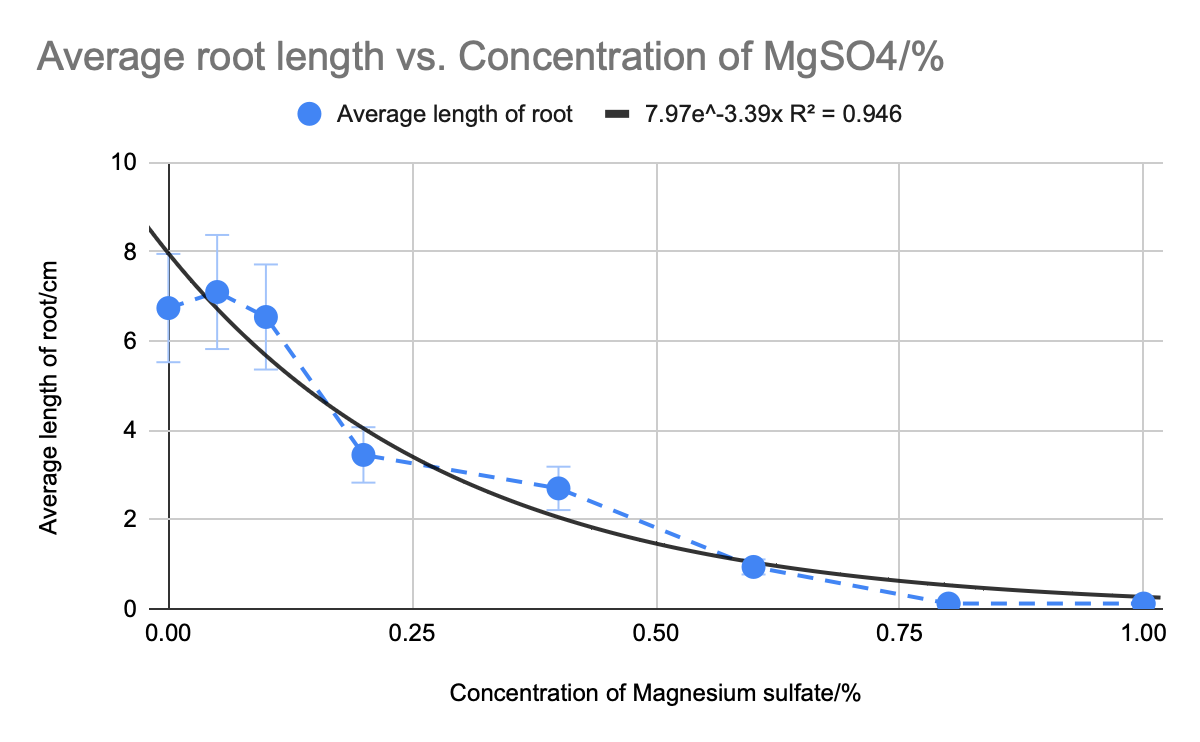 Average root length vs. Concentration of MgSO4/%
Average length of root
7.97e^-3.39x R² = 0.946
Average length of root/cm
10
8
6
4
2
0
0.00
0.25
0.50
0.75
1.00
Concentration of Magnesium sulfate/%